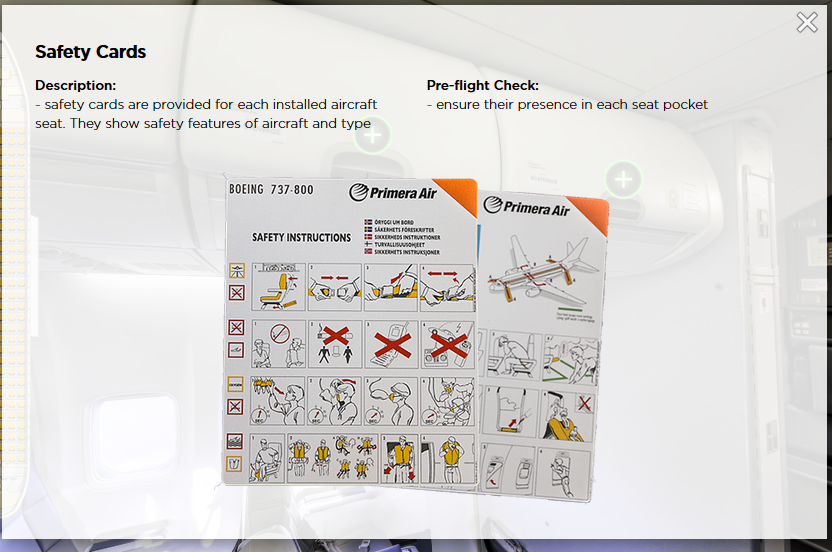 Safety Cards
Description:
- safety cards are provided for each installed aircraft
seat. They show safety features of aircraft and type
Pre-flight Check:
- ensure their presence in each seat pocket
BOEING 737-800
Primera Air
SAFETY INSTRUCTIONS
ÖRYGGI UM BORÐ
SÄKERHETS FÖRESKRIFTER
SIKKERHEDS INSTRUKTIONER
TURVALLISUUSOHJEET
SIKKERHETS INSTRUKSJONER
Primera Air